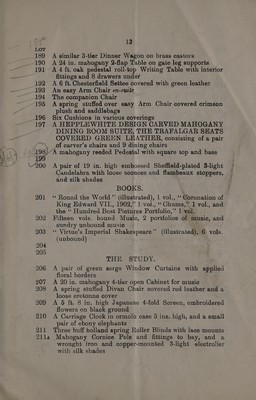 13
LOT
189 A similar 3-tier Dinner Wagon on brass castors
190 A 24 in. mahogany 2-flap Table on gate leg supports
191 A 4 ft. oak pedestal roll-top Writing Table with interior
fittings and 8 drawers under
192 A 6 ft. Chesterfield Settee covered with green leather
193 An easy Arm Chair en-suite
194 The companion Chair
195 A spring stuffed over easy Arm Chair covered crimson
plush and saddlebags
196 Six Cushions in various coverings
197 A HEPPLEWHITE DESIGN CARVED MAHOGANY
DINING ROOM SUITE, THE TRAFALGAR SEATS
COVERED GREEN LEATHER, consisting of a pair
of carver's chairs and 9 dining chairs
198 A mahogany reeded Pedestal with square top and base
199
200 A pair of 19 in. high embossed Sheffield-plated 3-light
Candelabra with loose sconces and flambeaux stoppers,
and silk shades
BOOKS.
201 "Round the World" (illustrated), 1 vol., "Coronation of
King Edward VII., 1902," 1 vol., "Chums," 1 vol., and
the "Hundred Best Pictures Portfolio," 1 vol.
202 Fifteen vols. bound Music, 2 portfolios of music, and
sundry unbound music
203 "Virtue's Imperial Shakespeare" (illustrated), 6 vols.
(unbound)
204
205
THE STUDY.
206 A pair of green serge Window Curtains with applied
floral borders
207 A 20 in. mahogany 4-tier open Cabinet for music
208 A spring stuffed Divan Chair covered red leather and a
loose cretonne cover
209 A 5 ft. 8 in. high Japanese 4-fold Screen, embroidered
flowers on black ground
210 A Carriage Clock in ormolu case 5 ins. high, and a small
pair of ebony elephants
211 Three buff holland spring Roller Blinds with lace mounts
211A Mahogany Cornice Pole and fittings to bay, and a
wrought iron and copper-mounted 3-light electrolier
with silk shades